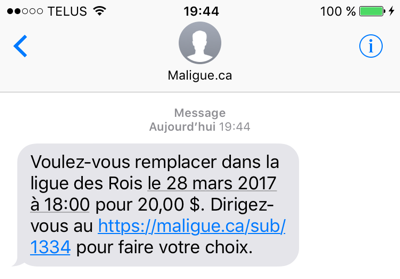 TELUS 19:44 100 %
Maligue.ca
Message
Aujourd'hui 19:44
Voulez-vous remplacer dans la
ligue des Rois le 28 mars 2017
à 18:00 pour 20,00 $. Dirigez-
vous au https://maligue.ca/sub/
1334 pour faire votre choix.